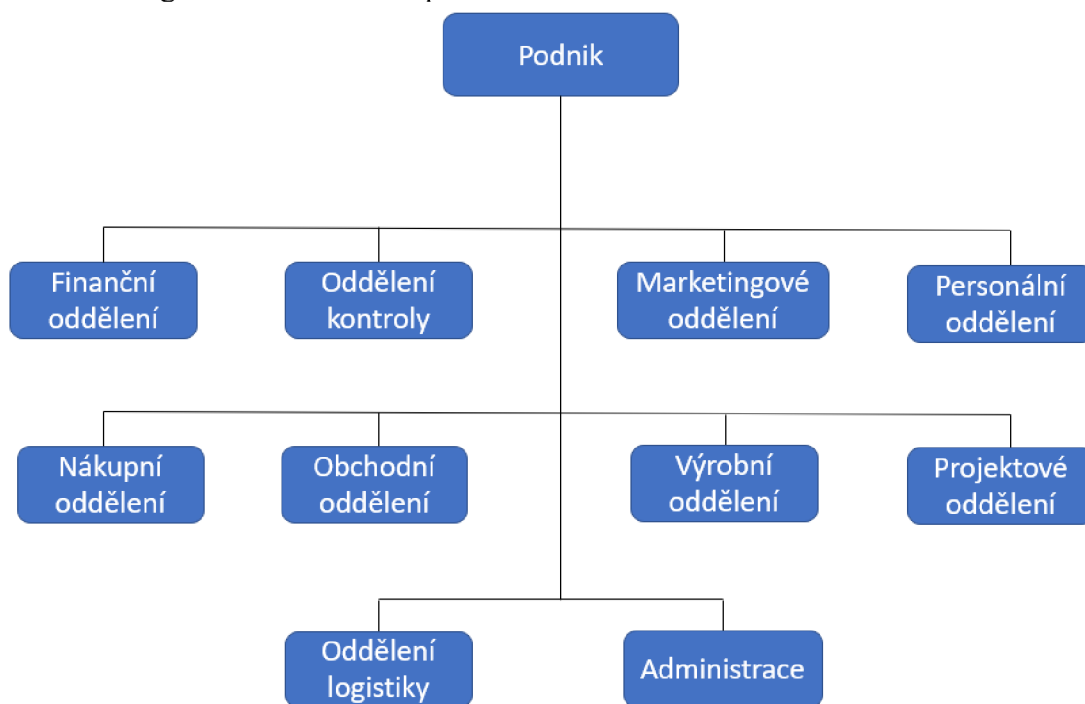 Podnik
Finanční
oddělení
Oddělení
kontroly
Marketingové
oddělení
Personální
oddělení
Nákupní
oddělení
Obchodní
oddělení
Výrobní
oddělení
Projektové
oddělení
Oddělení
logistiky
Administrace